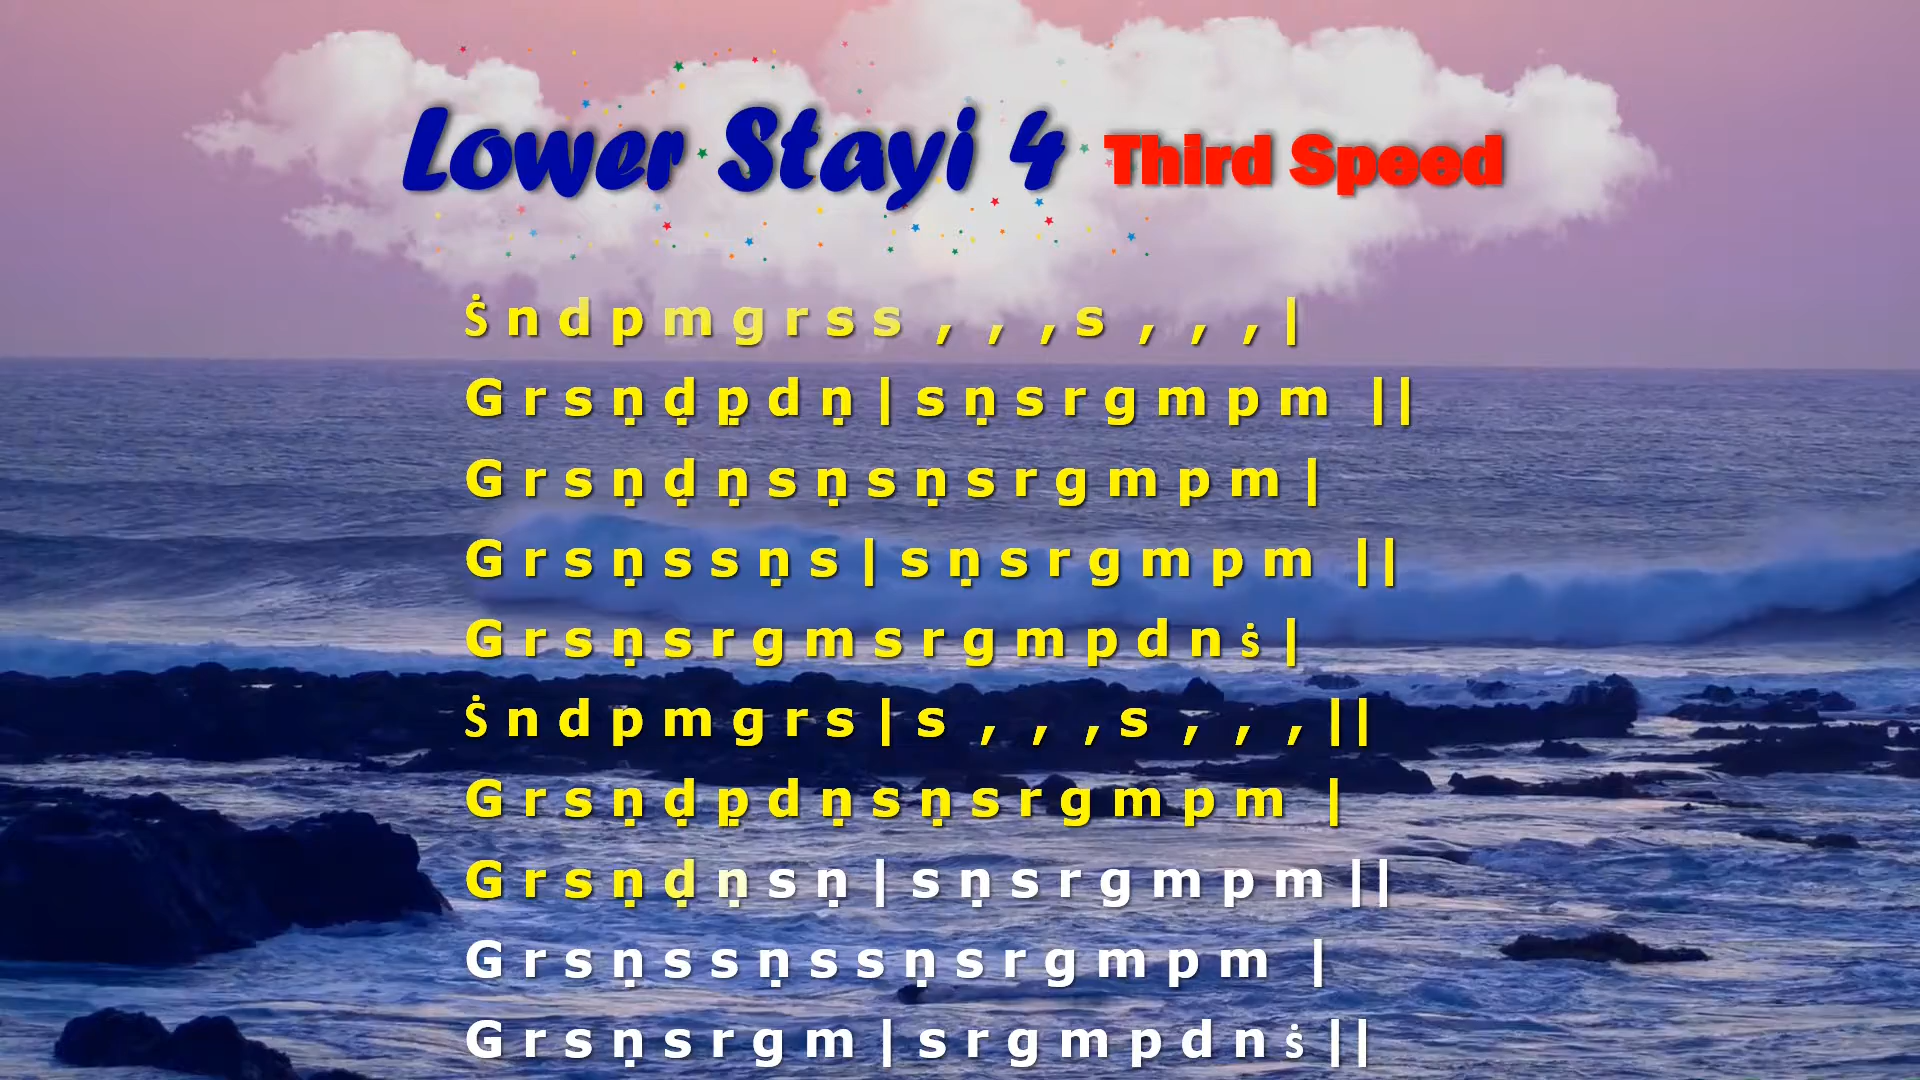 Lower Stayi 4 Third Speed
Ṡ n d p m g r s s , , , s , , , |
G r s ṇ ḍ p̣ d ṇ | s ṇ s r g m p m ||
G r s ṇ ḍ ṇ s ṇ s ṇ s r g m p m |
G r s ṇ s s ṇ s | s ṇ s r g m p m ||
G r s ṇ s r g m s r g m p d n ṡ |
Ṡ n d p m g r s | s , , , s , , , ||
G r s ṇ ḍ p̣ d ṇ s ṇ s r g m p m |
G r s ṇ ḍ ṇ s ṇ | s ṇ s r g m p m ||
G r s ṇ s s ṇ s s ṇ s r g m p m |
G r s ṇ s r g m | s r g m p d n ṡ ||